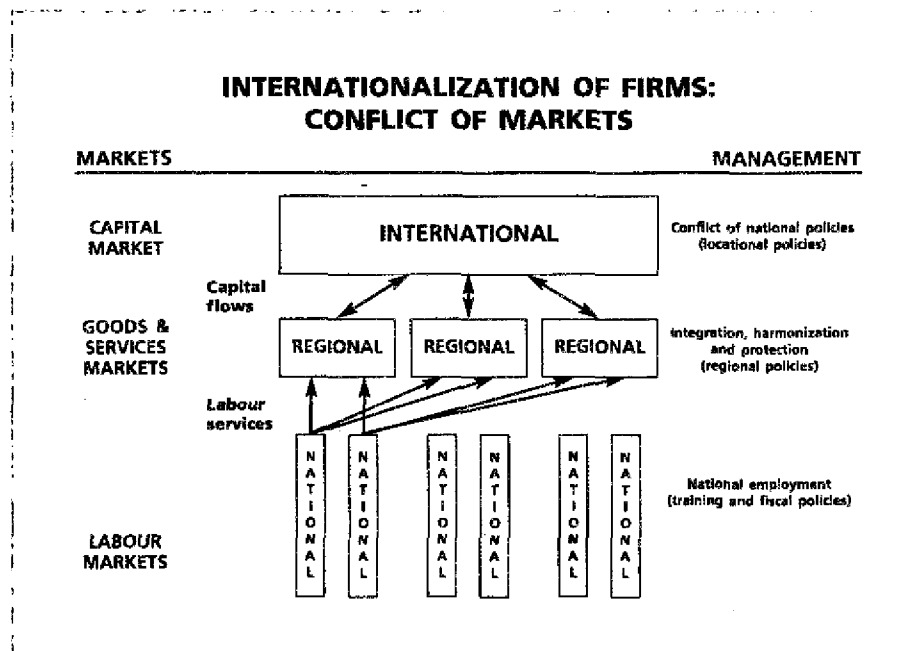 INTERNATIONALIZATION OF FIRMS:
CONFLICT OF MARKETS
MARKETS
MANAGEMENT
CAPITAL
MARKET
INTERNATIONAL
Conflict of national policies
(locational policies)
Capital
flows
GOODS &
SERVICES
MARKETS
REGIONAL
REGIONAL
REGIONAL
Integration, harmonization
and protection
(regional policies)
Labour
services
NATIONAL
NATIONAL
NATIONAL
NATIONAL
NATIONAL
NATIONAL
National employment
(training and fiscal policies)
LABOUR
MARKETS